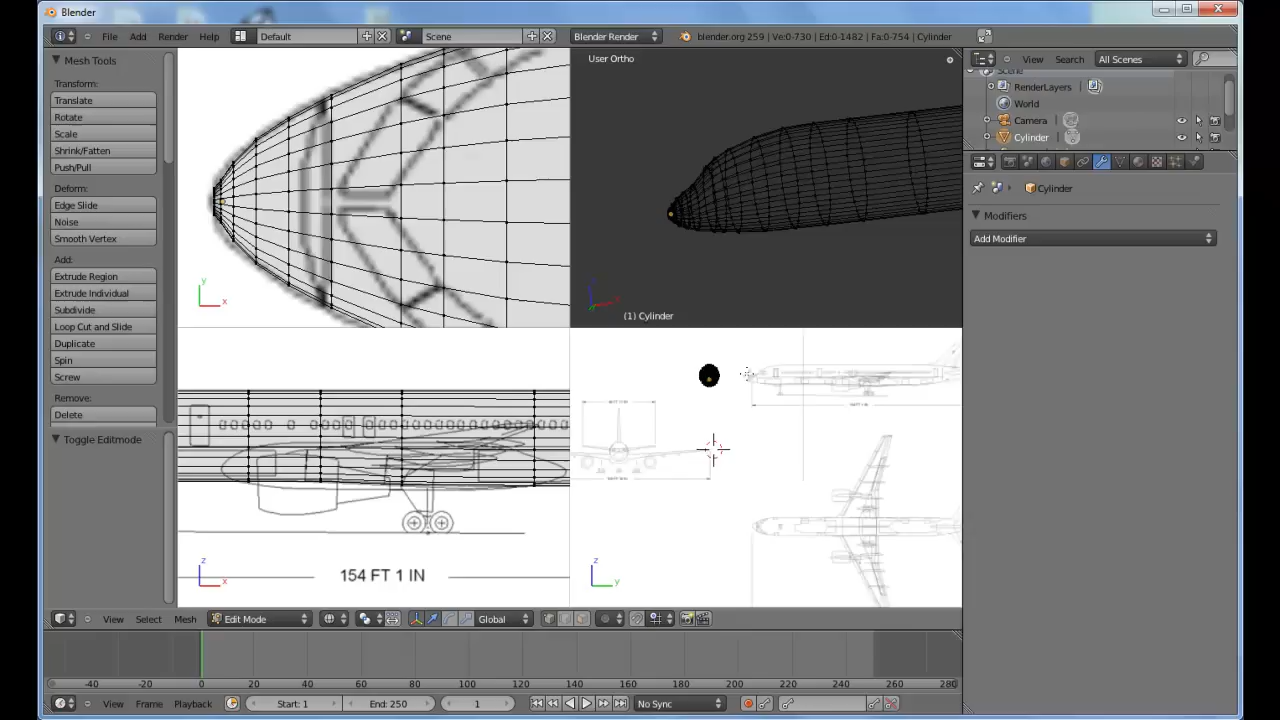 Blender
File Add Render Help Default Scene Blender Render blender.org 259 | Ve:0-730 | Ed:0-1482 | Fa:0-754 | Cylinder
Mesh Tools
Transform:
Translate
Rotate
Scale
Shrink/Fatten
Push/Pull
Deform:
Edge Slide
Noise
Smooth Vertex
Add:
Extrude Region
Extrude Individual
Subdivide
Loop Cut and Slide
Duplicate
Spin
Screw
Remove:
Delete
Toggle Editmode
y
x
User Ortho
(1) Cylinder
z
x
154 FT 1 IN
z
y
View Search All Scenes
Scene
RenderLayers
World
Camera
Cylinder
Cylinder
Modifiers
Add Modifier
View Select Mesh Edit Mode Global
-40 -20 0 20 40 60 80 100 120 140 160 180 200 220 240 260 280
View Frame Playback Start: 1 End: 250 1 No Sync